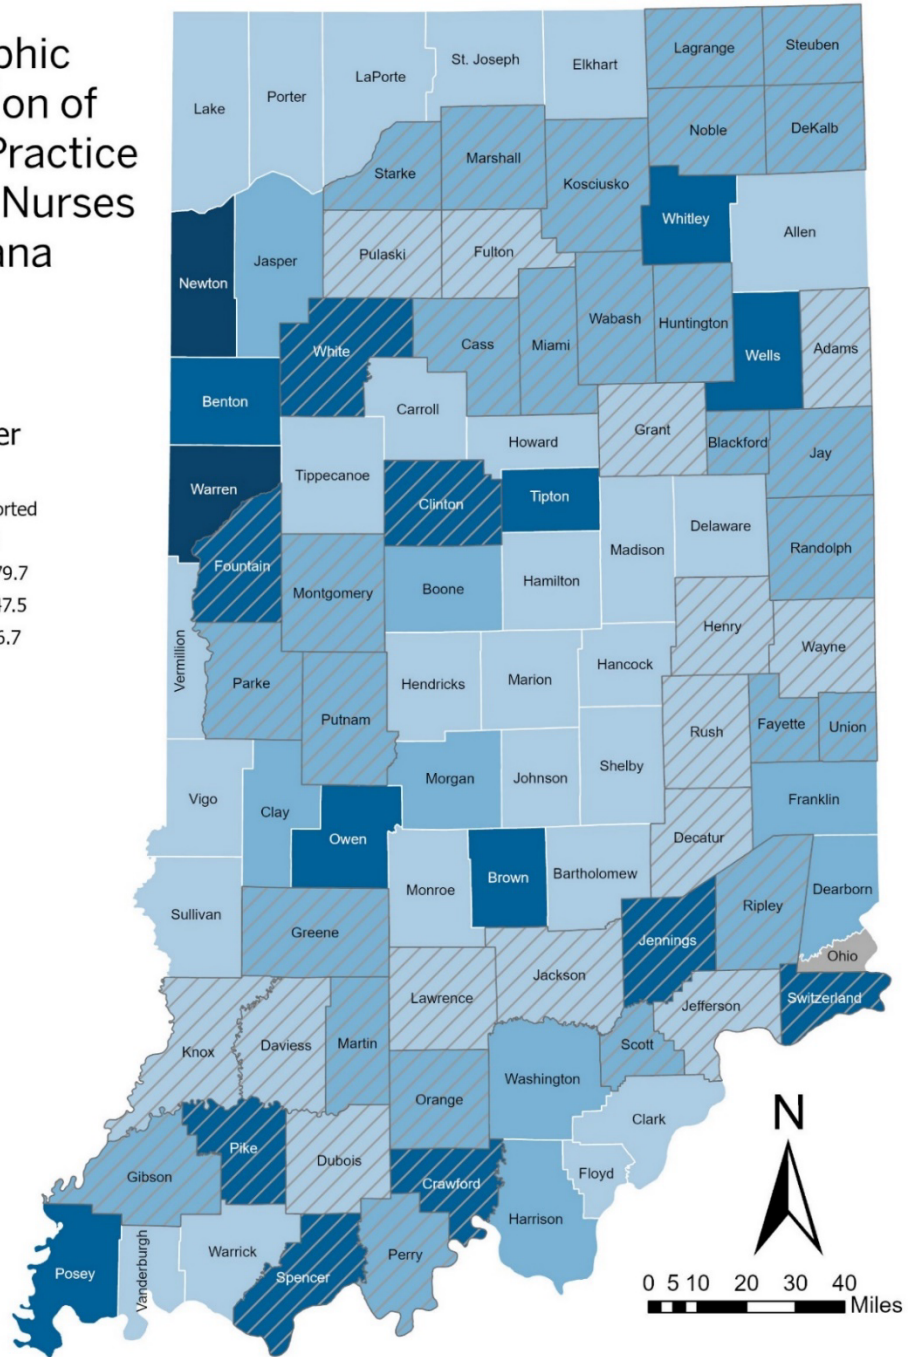 phic
on of
Practice
Nurses
ana
er
orted
79.7
47.5
6.7
Lake
Porter
LaPorte
St. Joseph
Elkhart
Lagrange
Steuben
Noble
DeKalb
Starke
Marshall
Kosciusko
Whitley
Allen
Newton
Jasper
Pulaski
Fulton
White
Cass
Miami
Wabash
Huntington
Wells
Adams
Benton
Carroll
Howard
Grant
Blackford
Jay
Warren
Tippecanoe
Clinton
Tipton
Madison
Delaware
Randolph
Fountain
Montgomery
Boone
Hamilton
Vermillion
Henry
Wayne
Parke
Putnam
Hendricks
Marion
Hancock
Rush
Fayette
Union
Vigo
Clay
Morgan
Johnson
Shelby
Franklin
Owen
Decatur
Sullivan
Monroe
Brown
Bartholomew
Dearborn
Greene
Jennings
Ripley
Ohio
Switzerland
Lawrence
Jackson
Jefferson
Knox
Daviess
Martin
Scott
Orange
Washington
Clark
Gibson
Pike
Dubois
Crawford
Floyd
Harrison
Posey
Vanderburgh
Warrick
Spencer
Perry
N
0 5 10 20 30 40
Miles